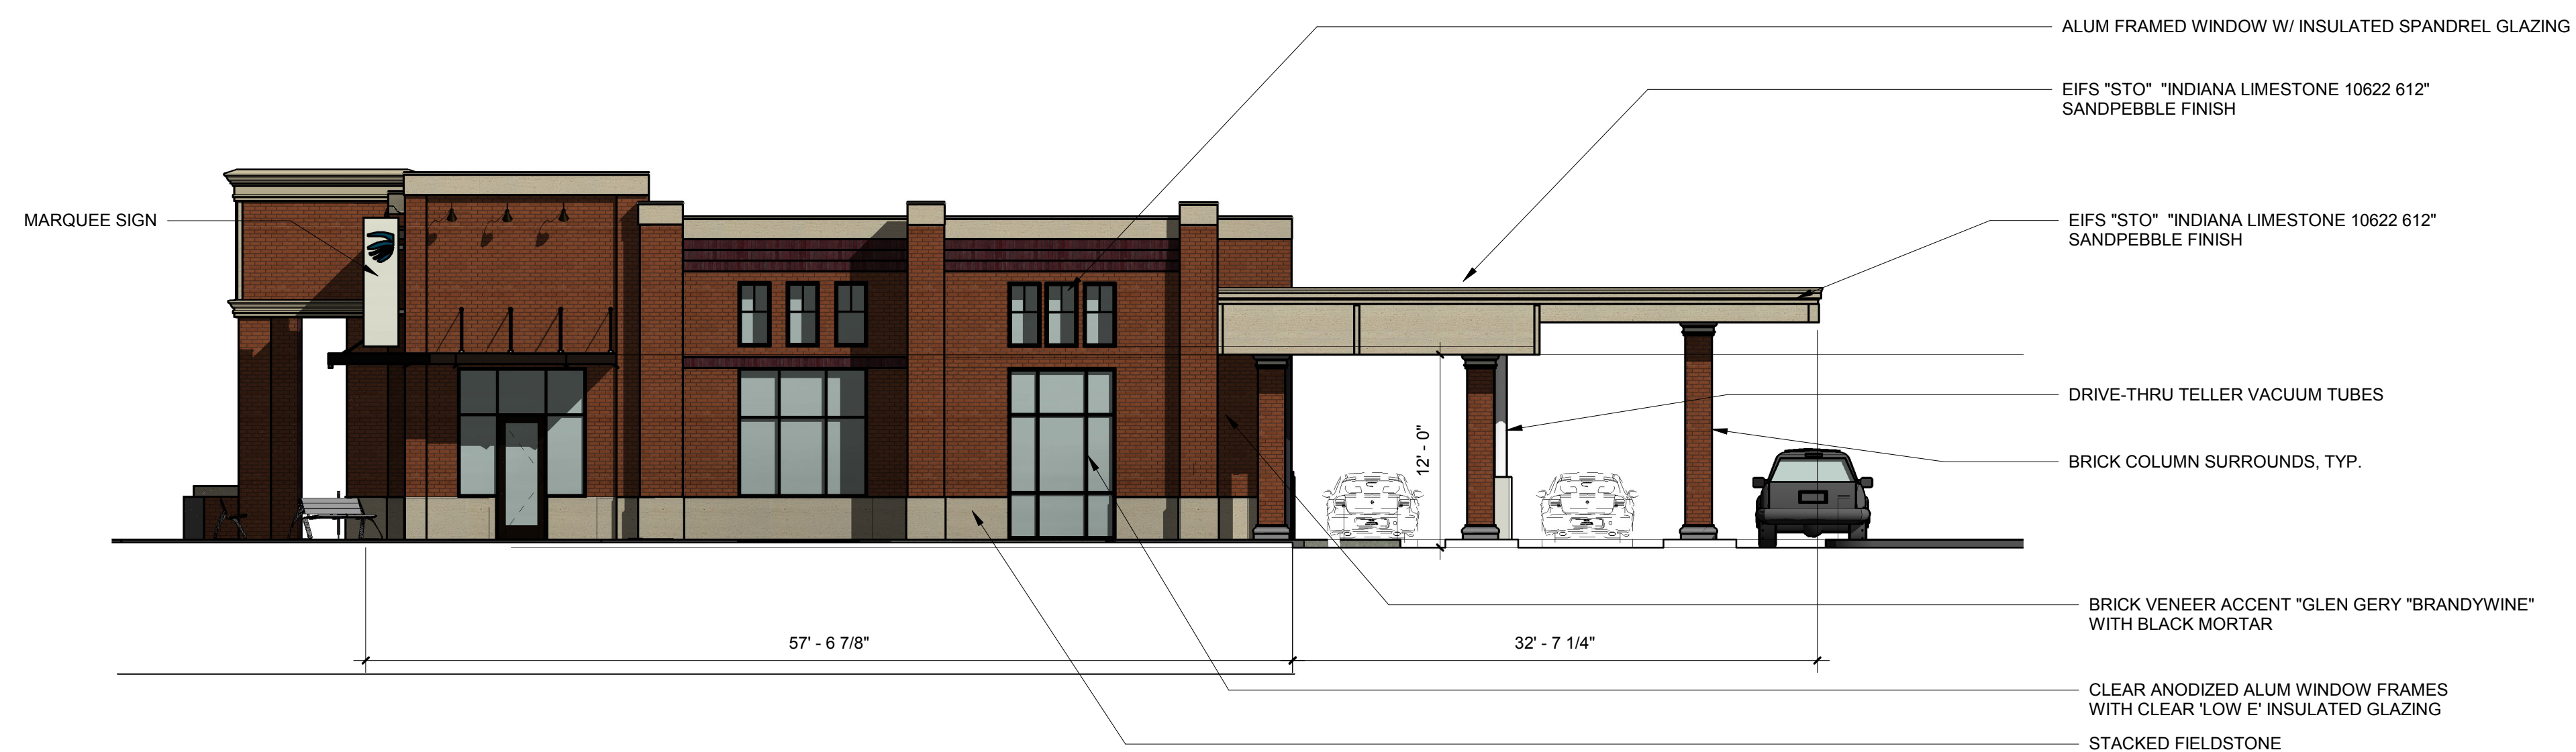 ALUM FRAMED WINDOW W/ INSULATED SPANDREL GLAZING
EIFS "STO" "INDIANA LIMESTONE 10622 612"
SANDPEBBLE FINISH
MARQUEE SIGN
EIFS "STO" "INDIANA LIMESTONE 10622 612"
SANDPEBBLE FINISH
DRIVE-THRU TELLER VACUUM TUBES
12' - 0"
BRICK COLUMN SURROUNDS, TYP.
BRICK VENEER ACCENT "GLEN GERY "BRANDYWINE"
WITH BLACK MORTAR
57' - 6 7/8"
32' - 7 1/4"
CLEAR ANODIZED ALUM WINDOW FRAMES
WITH CLEAR 'LOW E' INSULATED GLAZING
STACKED FIELDSTONE